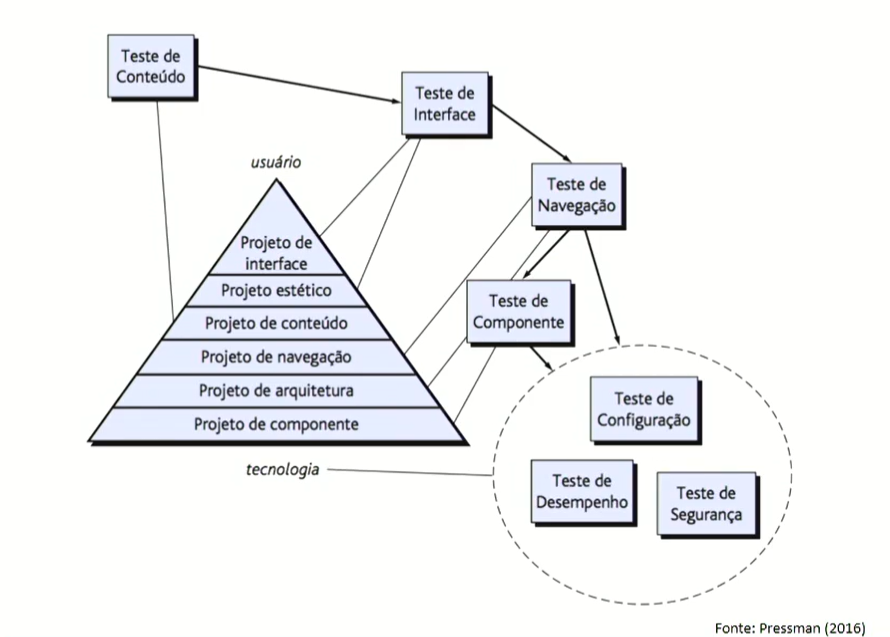 Teste de
Conteúdo
Teste de
Interface
usuário
Teste de
Navegação
Projeto de
interface
Projeto estético
Teste de
Componente
Projeto de conteúdo
Projeto de navegação
Projeto de arquitetura
Projeto de componente
Teste de
Configuração
tecnologia
Teste de
Desempenho
Teste de
Segurança
Fonte: Pressman (2016)